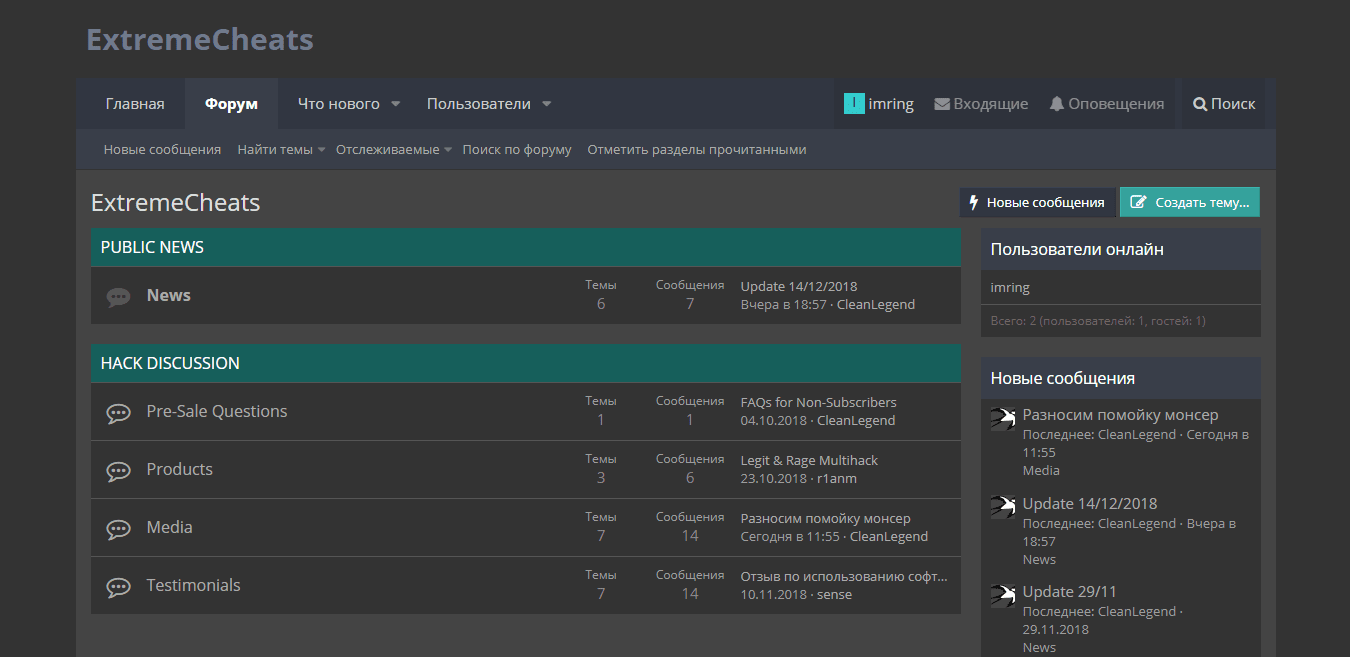 ExtremeCheats
Главная Форум Что нового Пользователи I imring Входящие Оповещения Поиск
Новые сообщения Найти темы Отслеживаемые Поиск по форуму Отметить разделы прочитанными
ExtremeCheats
Новые сообщения Создать тему...
PUBLIC NEWS
News
Темы
6
Сообщения
7
Update 14/12/2018
Вчера в 18:57 · CleanLegend
HACK DISCUSSION
Pre-Sale Questions
Темы
1
Сообщения
1
FAQs for Non-Subscribers
04.10.2018 · CleanLegend
Products
Темы
3
Сообщения
6
Legit & Rage Multihack
23.10.2018 · r1anm
Media
Темы
7
Сообщения
14
Разносим помойку монсер
Сегодня в 11:55 · CleanLegend
Testimonials
Темы
7
Сообщения
14
Отзыв по использованию софт...
10.11.2018 · sense
Пользователи онлайн
imring
Всего: 2 (пользователей: 1, гостей: 1)
Новые сообщения
Разносим помойку монсер
Последнее: CleanLegend · Сегодня в
11:55
Media
Update 14/12/2018
Последнее: CleanLegend · Вчера в
18:57
News
Update 29/11
Последнее: CleanLegend ·
29.11.2018
News